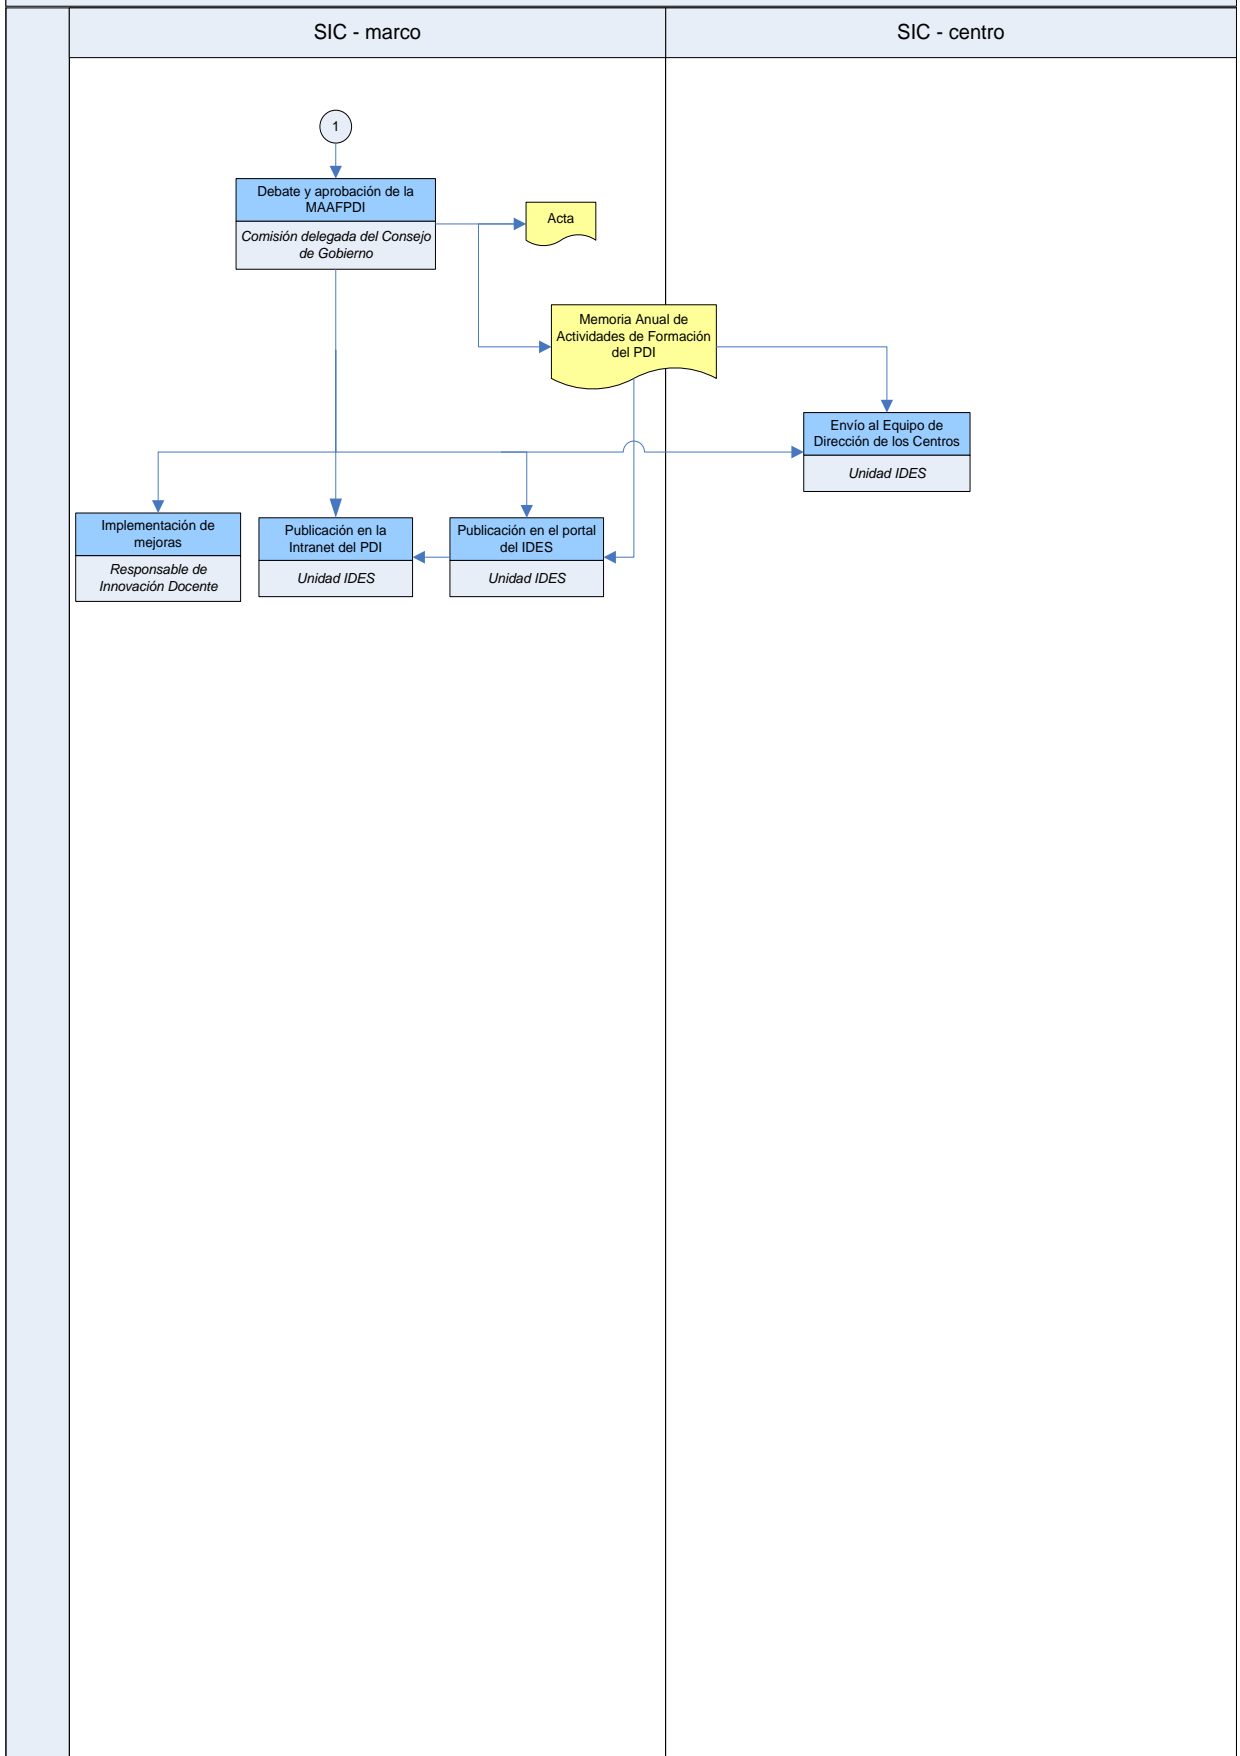 SIC - marco
SIC - centro
1
Debate y aprobación de la
MAAFPDI
Comisión delegada del Consejo
de Gobierno
Acta
Memoria Anual de
Actividades de Formación
del PDI
Envío al Equipo de
Dirección de los Centros
Unidad IDES
Implementación de
mejoras
Responsable de
Innovación Docente
Publicación en la
Intranet del PDI
Unidad IDES
Publicación en el portal
del IDES
Unidad IDES